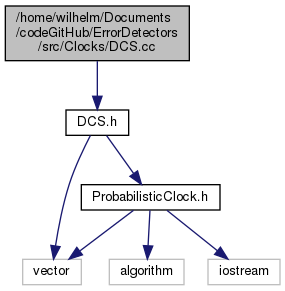 /home/wilhelm/Documents
/codeGitHub/ErrorDetectors
/src/Clocks/DCS.cc
DCS.h
ProbabilisticClock.h
vector
algorithm
iostream